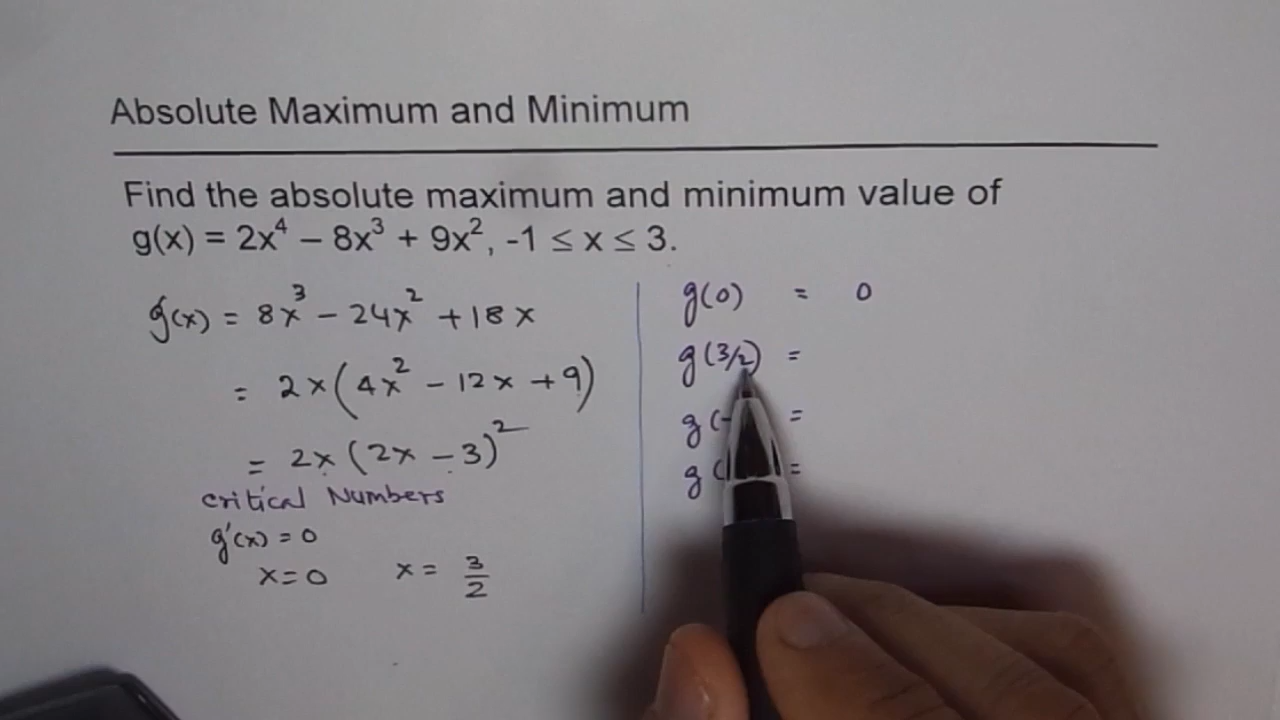 Absolute Maximum and Minimum
Find the absolute maximum and minimum value of
g(x) = 2x⁴ – 8x³ + 9x², -1 ≤ x ≤ 3.
g'(x) = 8x³ - 24x² + 18x
= 2x(4x² - 12x + 9)
= 2x(2x - 3)²
critical Numbers
g'(x) = 0
x = 0 x = 3/2
g(0) = 0
g(3/2) =
g(- =
g( =